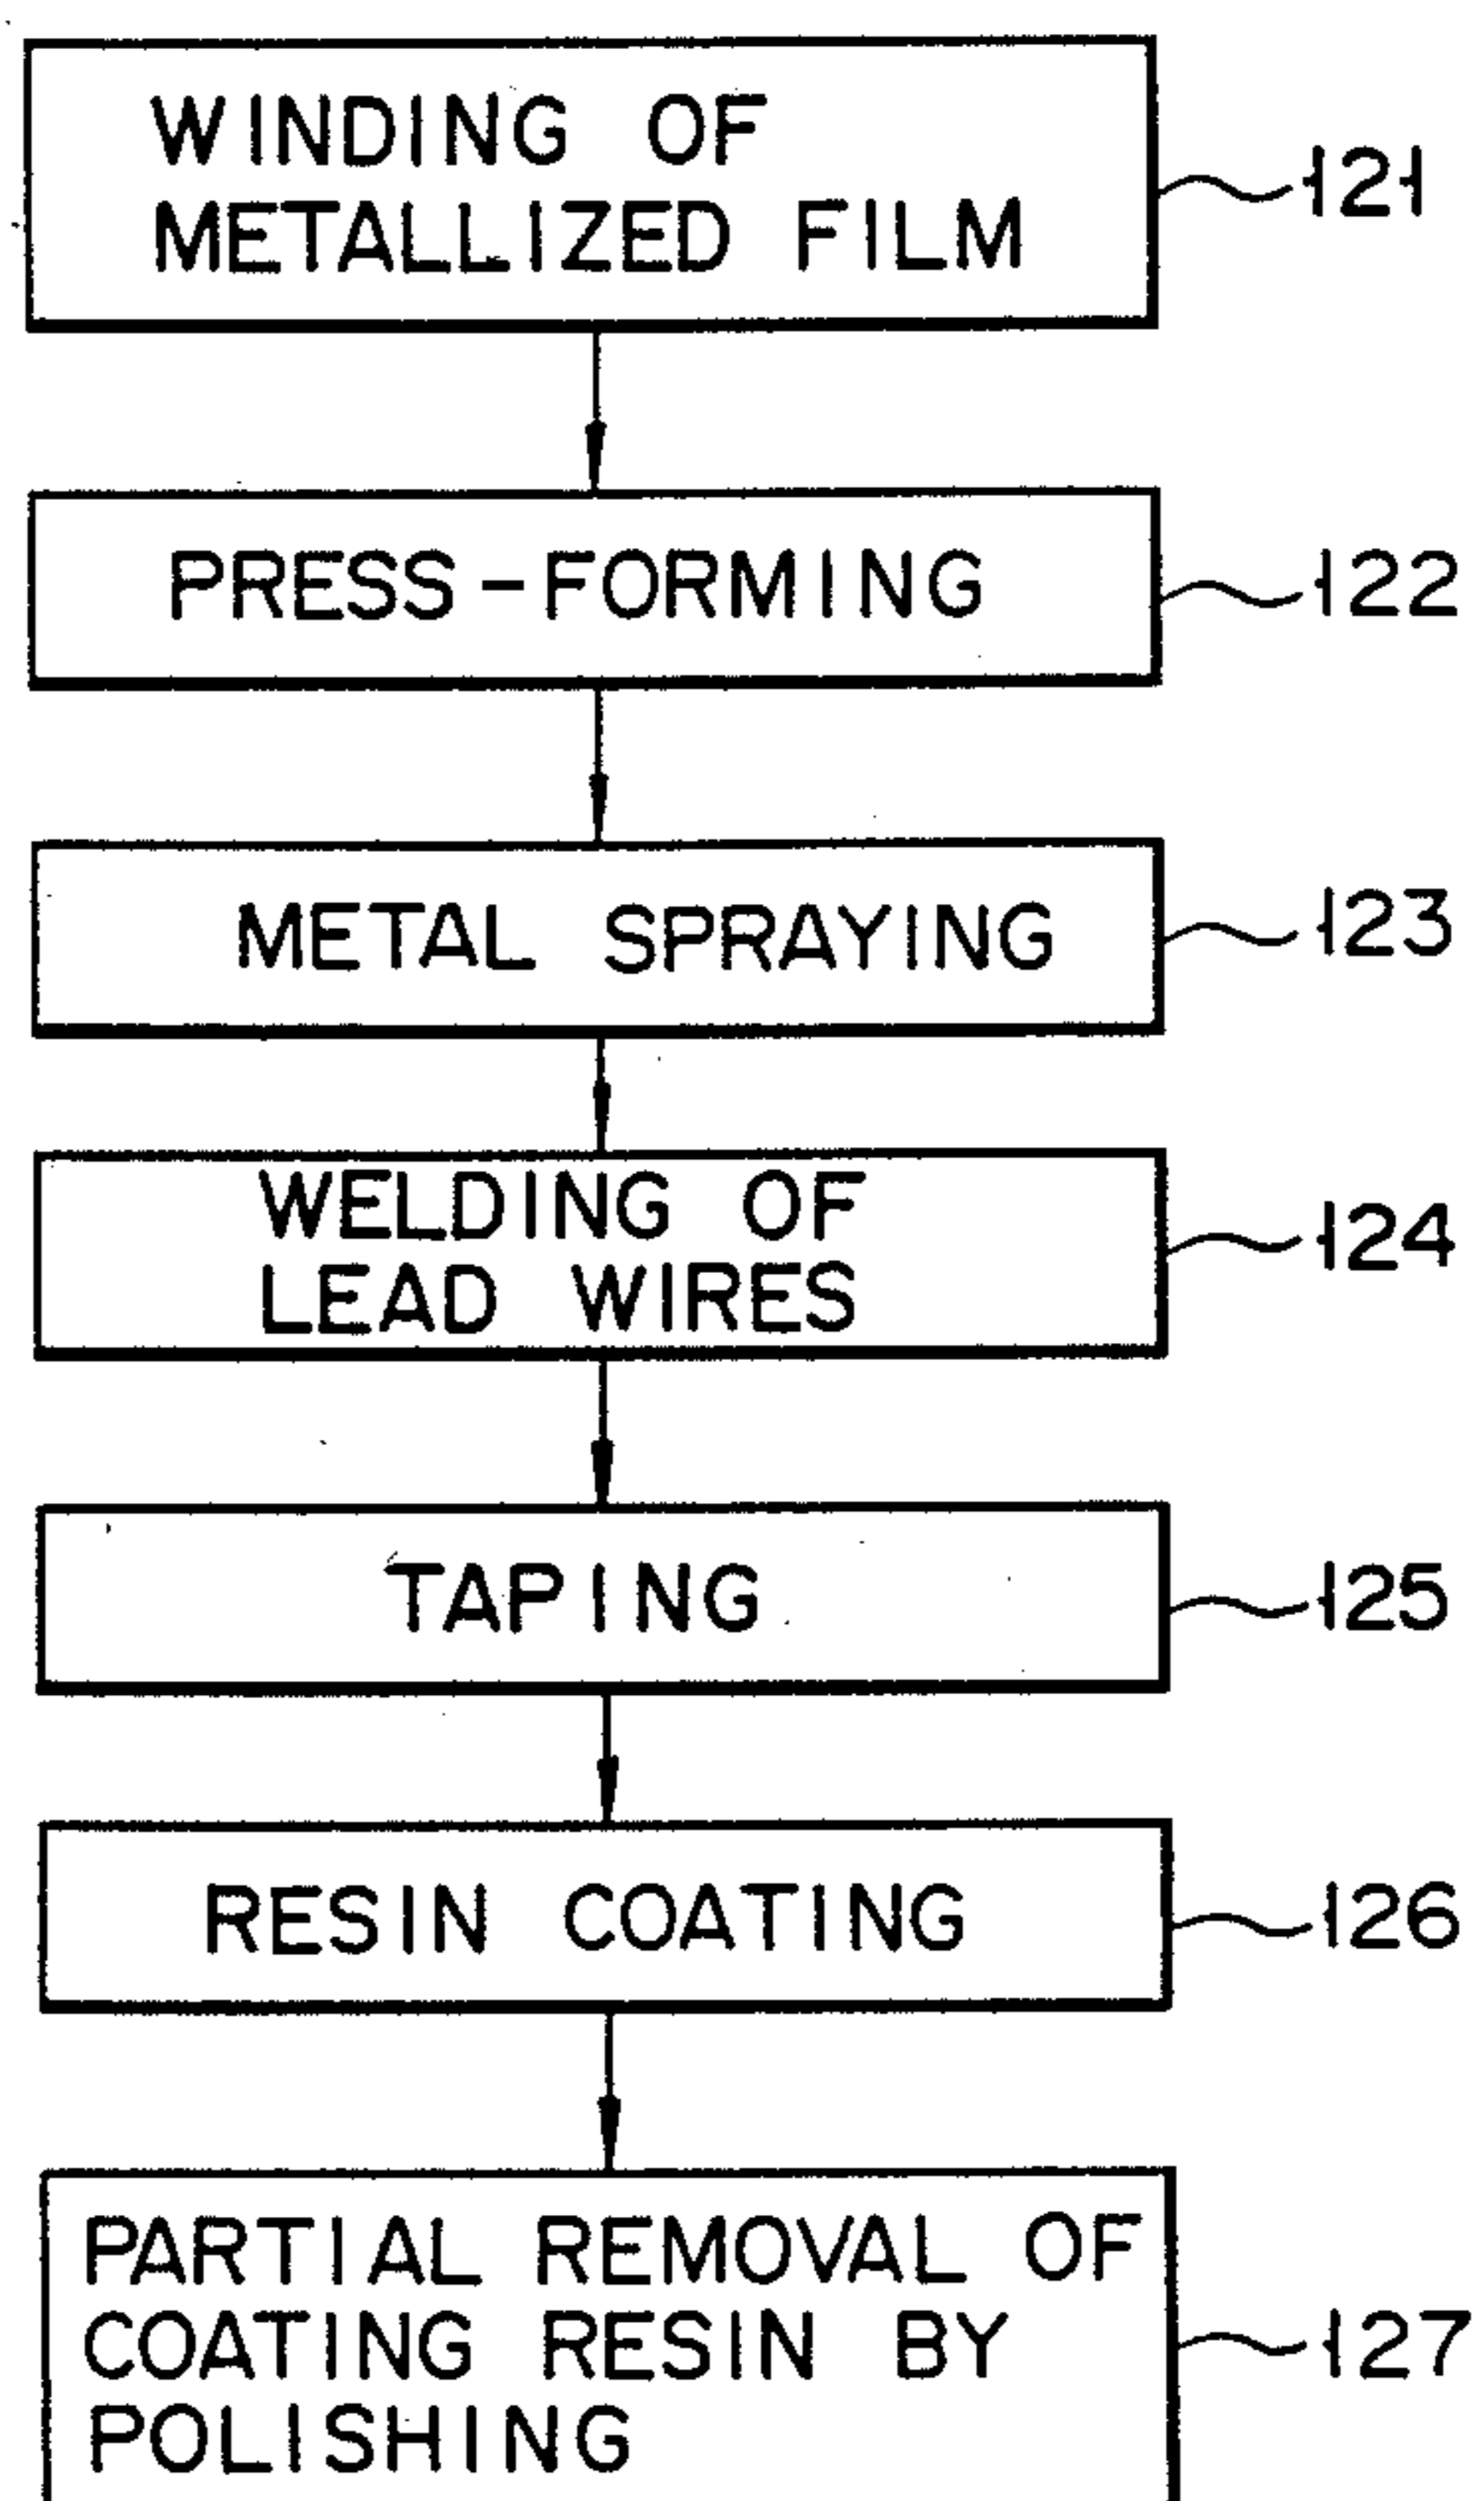 WINDING OF
METALLIZED FILM
121
PRESS-FORMING
122
METAL SPRAYING
123
WELDING OF
LEAD WIRES
124
TAPING
125
RESIN COATING
126
PARTIAL REMOVAL OF
COATING RESIN BY
POLISHING
127